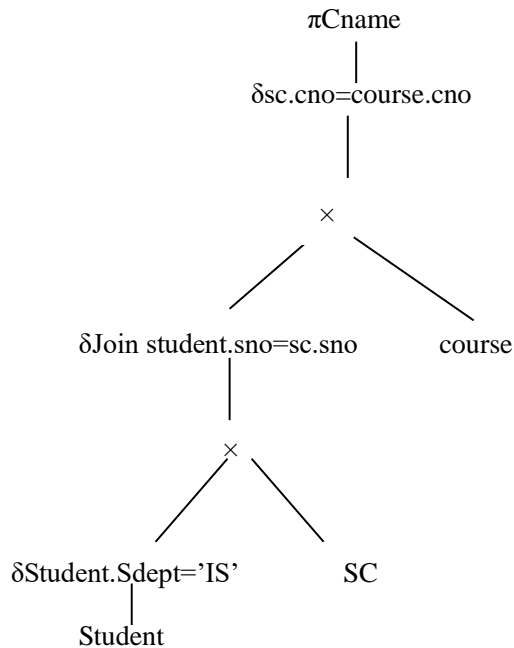 πCname
δsc.cno=course.cno
×
δJoin student.sno=sc.sno course
×
δStudent.Sdept=’IS’ SC
Student